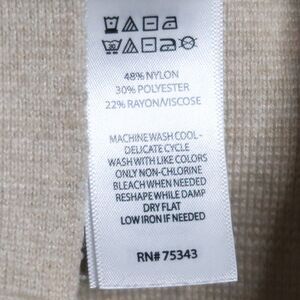 48% NYLON
30% POLYESTER
22% RAYON/VISCOSE
MACHINE WASH COOL-
DELICATE CYCLE
WASH WITH LIKE COLORS
ONLY NON-CHLORINE
BLEACH WHEN NEEDED
RESHAPE WHILE DAMP
DRY FLAT
LOW IRON IF NEEDED
RN# 75343